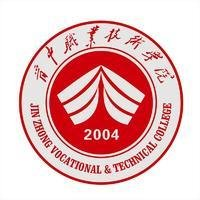 晋中职业技术学院
2004
JIN ZHONG VOCATIONAL & TECHNICAL COLLEGE